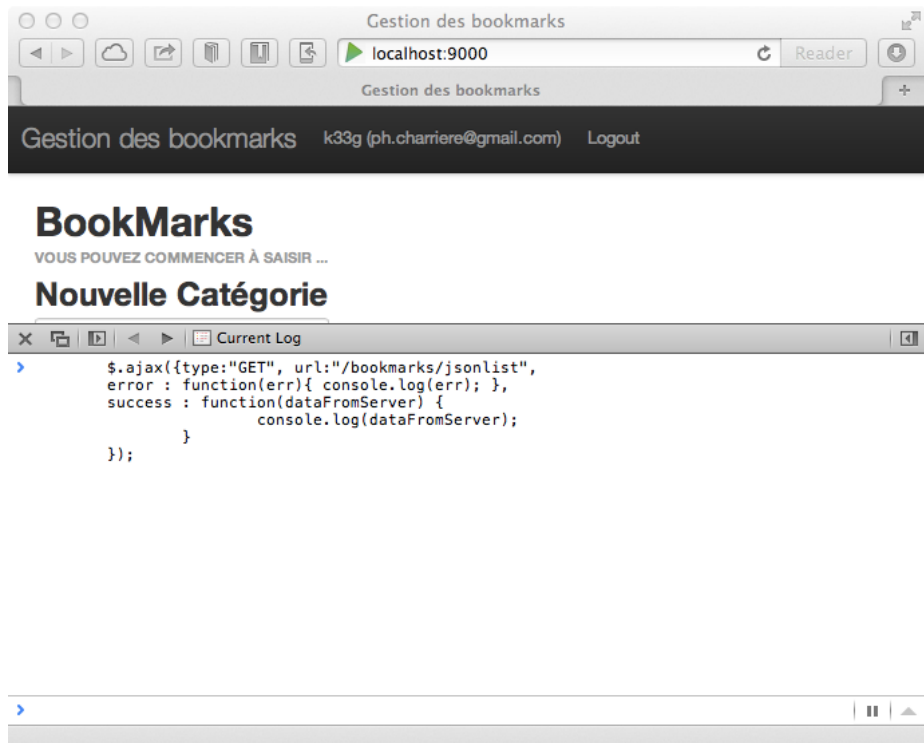 Gestion des bookmarks
localhost:9000
Reader
Gestion des bookmarks
Gestion des bookmarks k33g (ph.charriere@gmail.com) Logout
BookMarks
VOUS POUVEZ COMMENCER À SAISIR ...
Nouvelle Catégorie
Current Log
$.ajax({type:"GET", url:"/bookmarks/jsonlist",
error : function(err){ console.log(err); },
success : function(dataFromServer) {
console.log(dataFromServer);
}
});